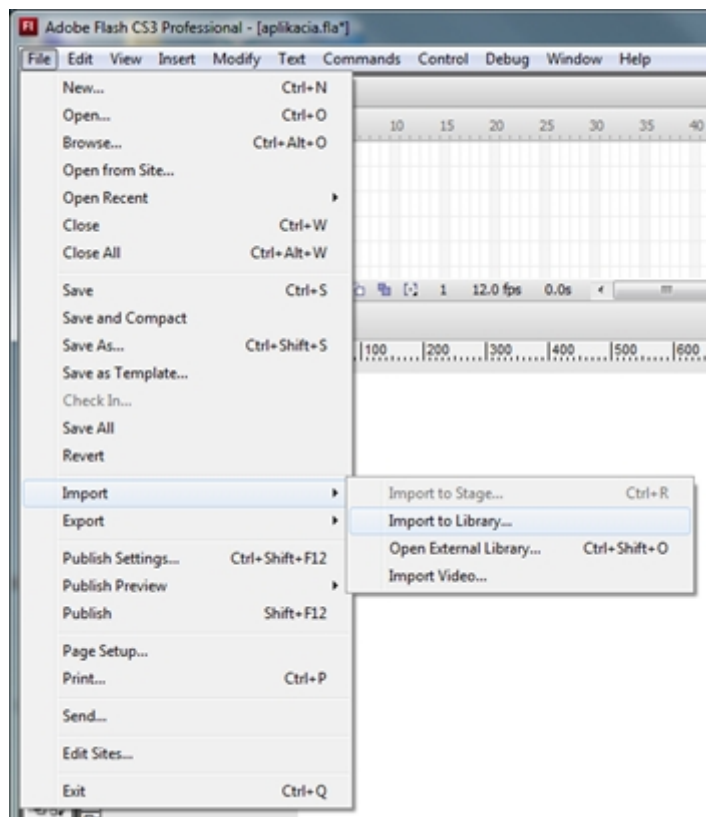 Adobe Flash CS3 Professional - [aplikacia.fla*]
File Edit View Insert Modify Text Commands Control Debug Window Help
New... Ctrl+N
Open... Ctrl+O
Browse... Ctrl+Alt+O
Open from Site...
Open Recent
Close Ctrl+W
Close All Ctrl+Alt+W
Save Ctrl+S
Save and Compact
Save As... Ctrl+Shift+S
Save as Template...
Check In...
Save All
Revert
Import
Export
Publish Settings... Ctrl+Shift+F12
Publish Preview
Publish Shift+F12
Page Setup...
Print... Ctrl+P
Send...
Edit Sites...
Exit Ctrl+Q
10 15 20 25 30 35 40
1 12.0 fps 0.0s
100 200 300 400 500 600
Import to Stage... Ctrl+R
Import to Library...
Open External Library... Ctrl+Shift+O
Import Video...